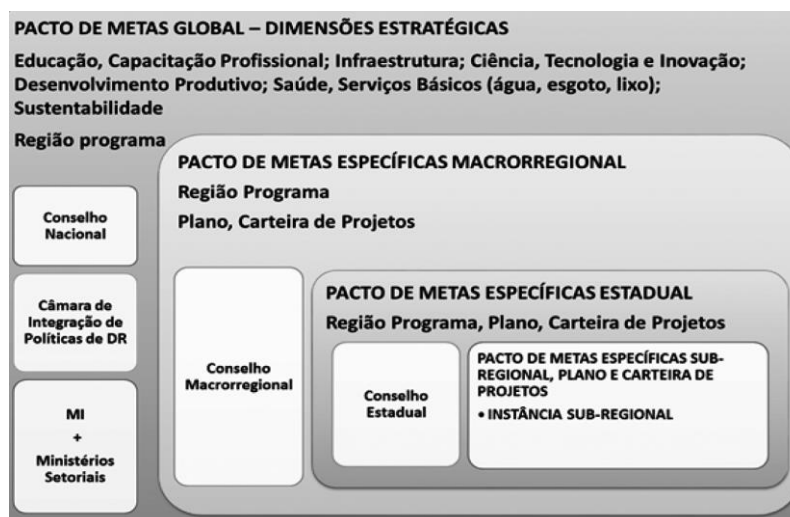 PACTO DE METAS GLOBAL – DIMENSÕES ESTRATÉGICAS
Educação, Capacitação Profissional; Infraestrutura; Ciência, Tecnologia e Inovação;
Desenvolvimento Produtivo; Saúde, Serviços Básicos (água, esgoto, lixo);
Sustentabilidade
Região programa
Conselho
Nacional
Câmara de
Integração de
Políticas de DR
MI
+
Ministérios
Setoriais
PACTO DE METAS ESPECÍFICAS MACRORREGIONAL
Região Programa
Plano, Carteira de Projetos
Conselho
Macrorregional
PACTO DE METAS ESPECÍFICAS ESTADUAL
Região Programa, Plano, Carteira de Projetos
Conselho
Estadual
PACTO DE METAS ESPECÍFICAS SUB-
REGIONAL, PLANO E CARTEIRA DE
PROJETOS
• INSTÂNCIA SUB-REGIONAL